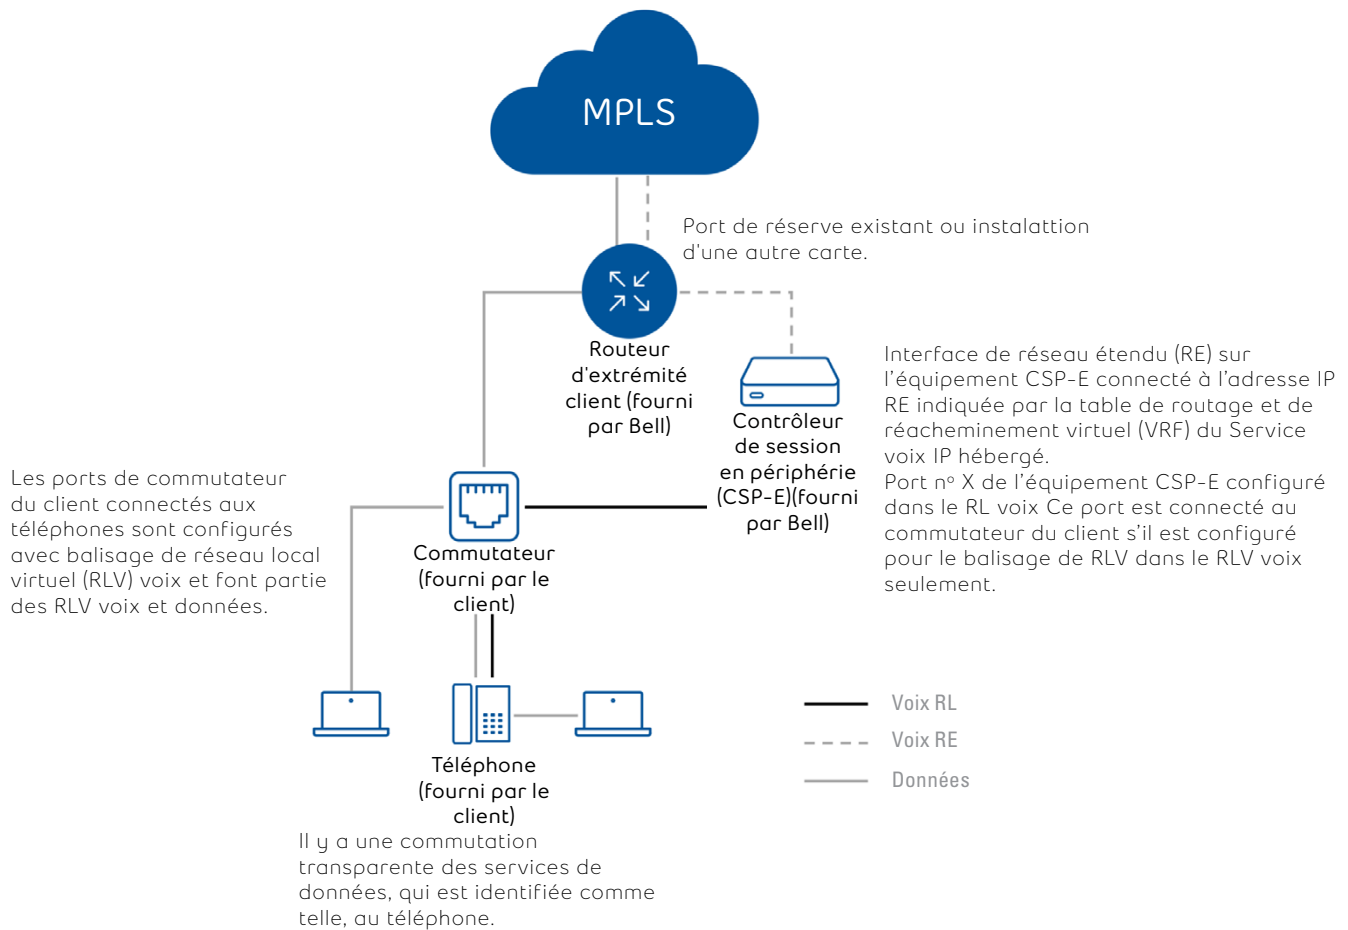 MPLS
Port de réserve existant ou instalattion
d'une autre carte.
Routeur
d'extrémité
client (fourni
par Bell)
Contrôleur
de session
en périphérie
(CSP-E)(fourni
par Bell)
Interface de réseau étendu (RE) sur
l'équipement CSP-E connecté à l'adresse IP
RE indiquée par la table de routage et de
réacheminement virtuel (VRF) du Service
voix IP hébergé.
Port nº X de l'équipement CSP-E configuré
dans le RL voix Ce port est connecté au
commutateur du client s'il est configuré
pour le balisage de RLV dans le RLV voix
seulement.
Les ports de commutateur
du client connectés aux
téléphones sont configurés
avec balisage de réseau local
virtuel (RLV) voix et font partie
des RLV voix et données.
Commutateur
(fourni par le
client)
Téléphone
(fourni par le
client)
Il y a une commutation
transparente des services de
données, qui est identifiée comme
telle, au téléphone.
Voix RL
Voix RE
Données